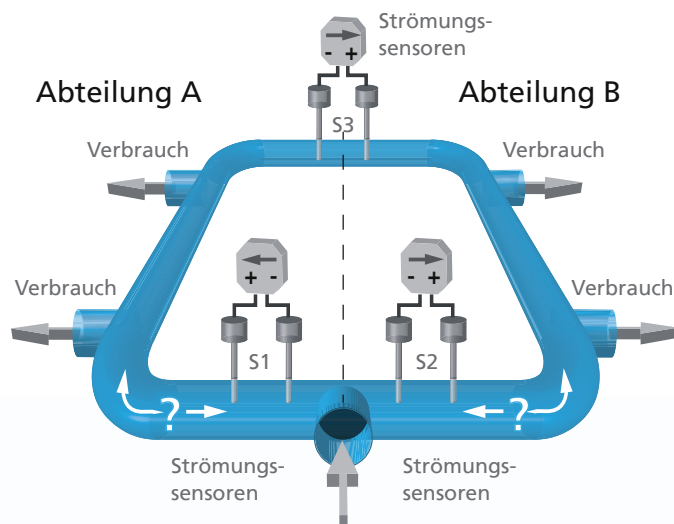 Strömungs-
sensoren
- +
Abteilung A
Abteilung B
S3
Verbrauch
Verbrauch
+ -
- +
Verbrauch
Verbrauch
S1
S2
?
?
Strömungs-
sensoren
Strömungs-
sensoren